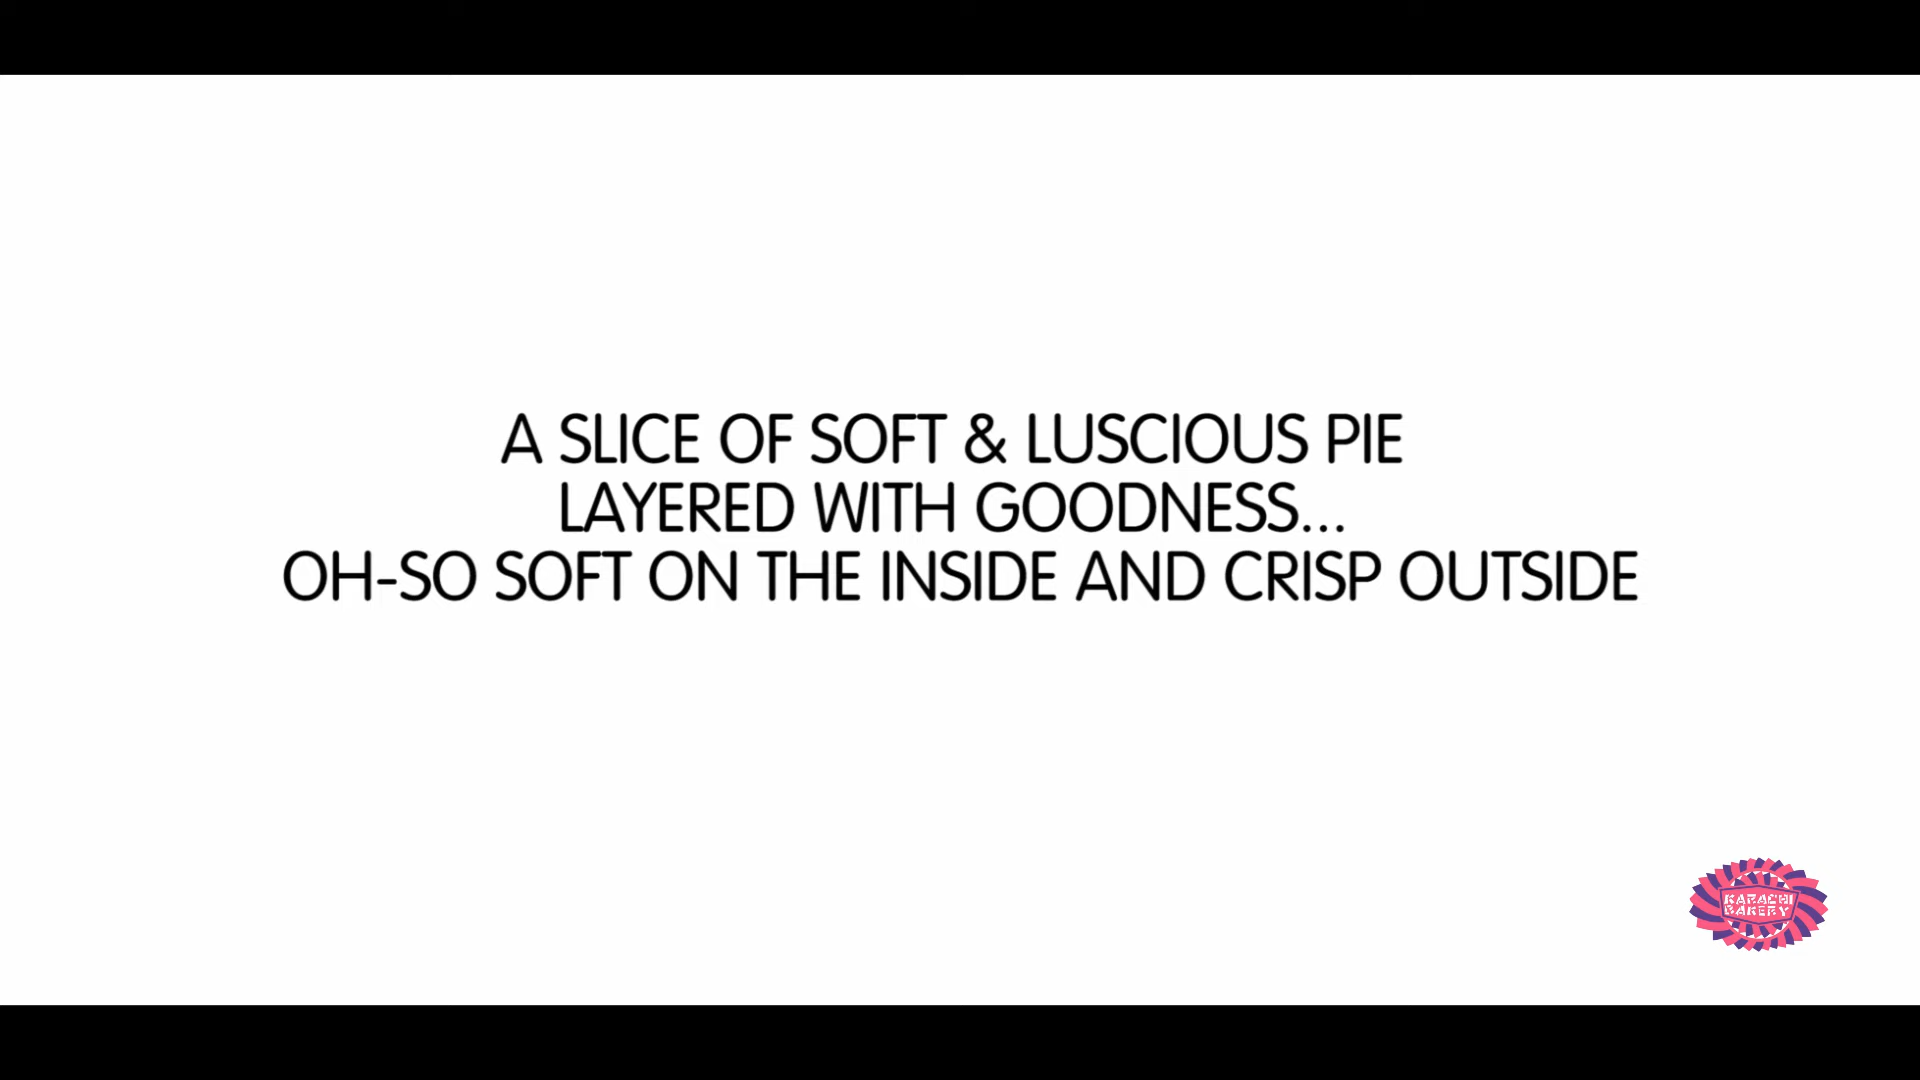 A SLICE OF SOFT & LUSCIOUS PIE
LAYERED WITH GOODNESS...
OH-SO SOFT ON THE INSIDE AND CRISP OUTSIDE
KARACHI
BAKERY